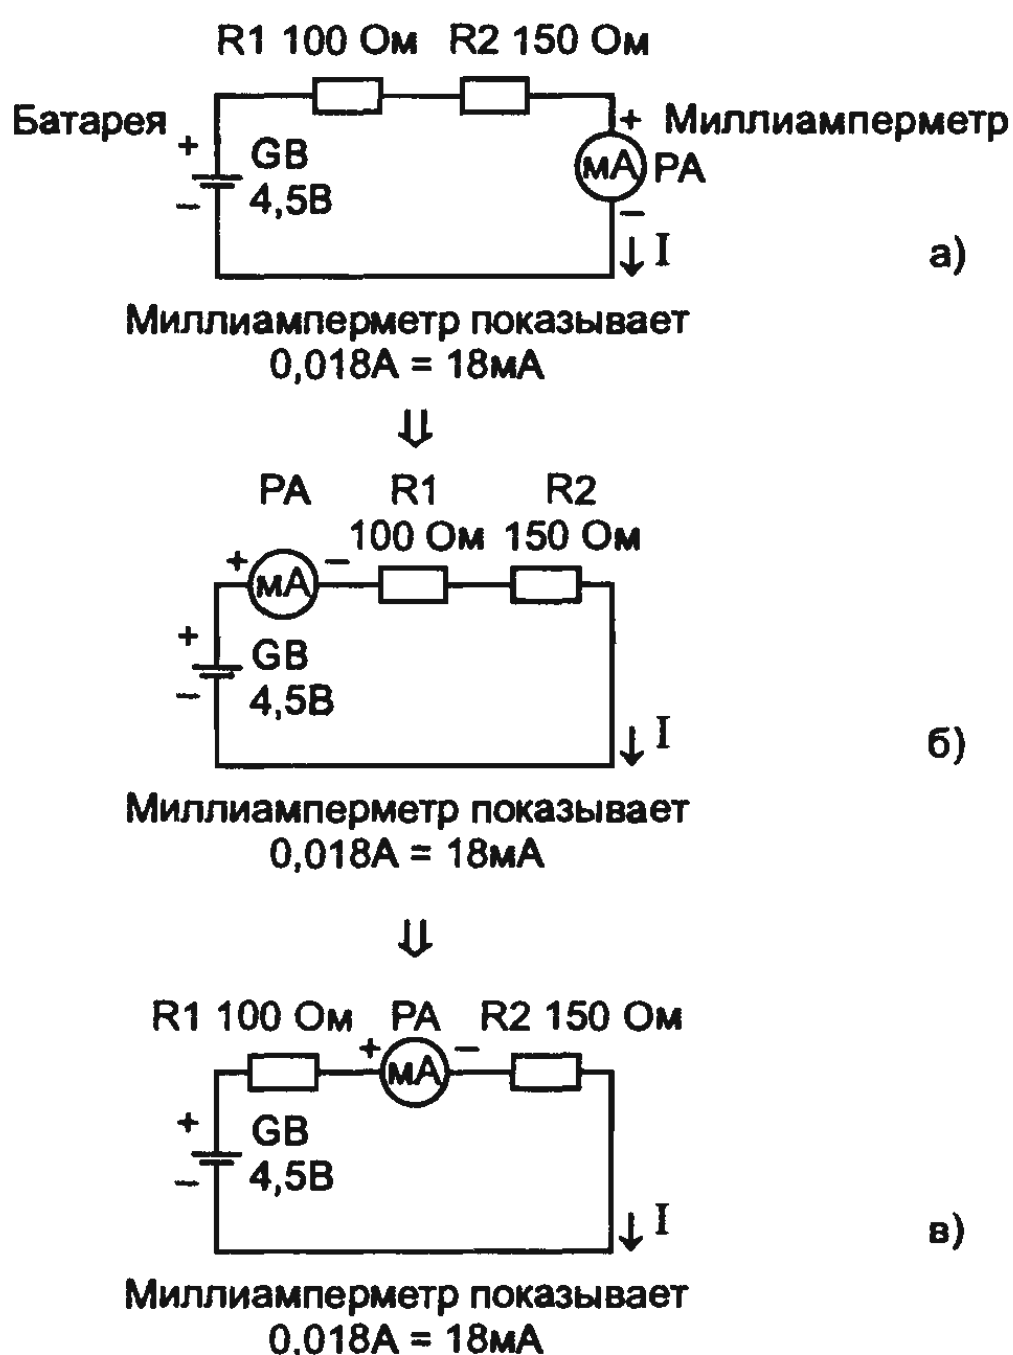 R1 100 Ом R2 150 Ом
Батарея + Миллиамперметр
+ GB мА PA
4,5В
− −
I
а)
Миллиамперметр показывает
0,018А = 18мА
⇓
PA R1 R2
100 Ом 150 Ом
+ мА −
+ GB
− 4,5В
I
б)
Миллиамперметр показывает
0,018А = 18мА
⇓
R1 100 Ом PA R2 150 Ом
+ мА −
+ GB
− 4,5В
I
в)
Миллиамперметр показывает
0,018А = 18мА